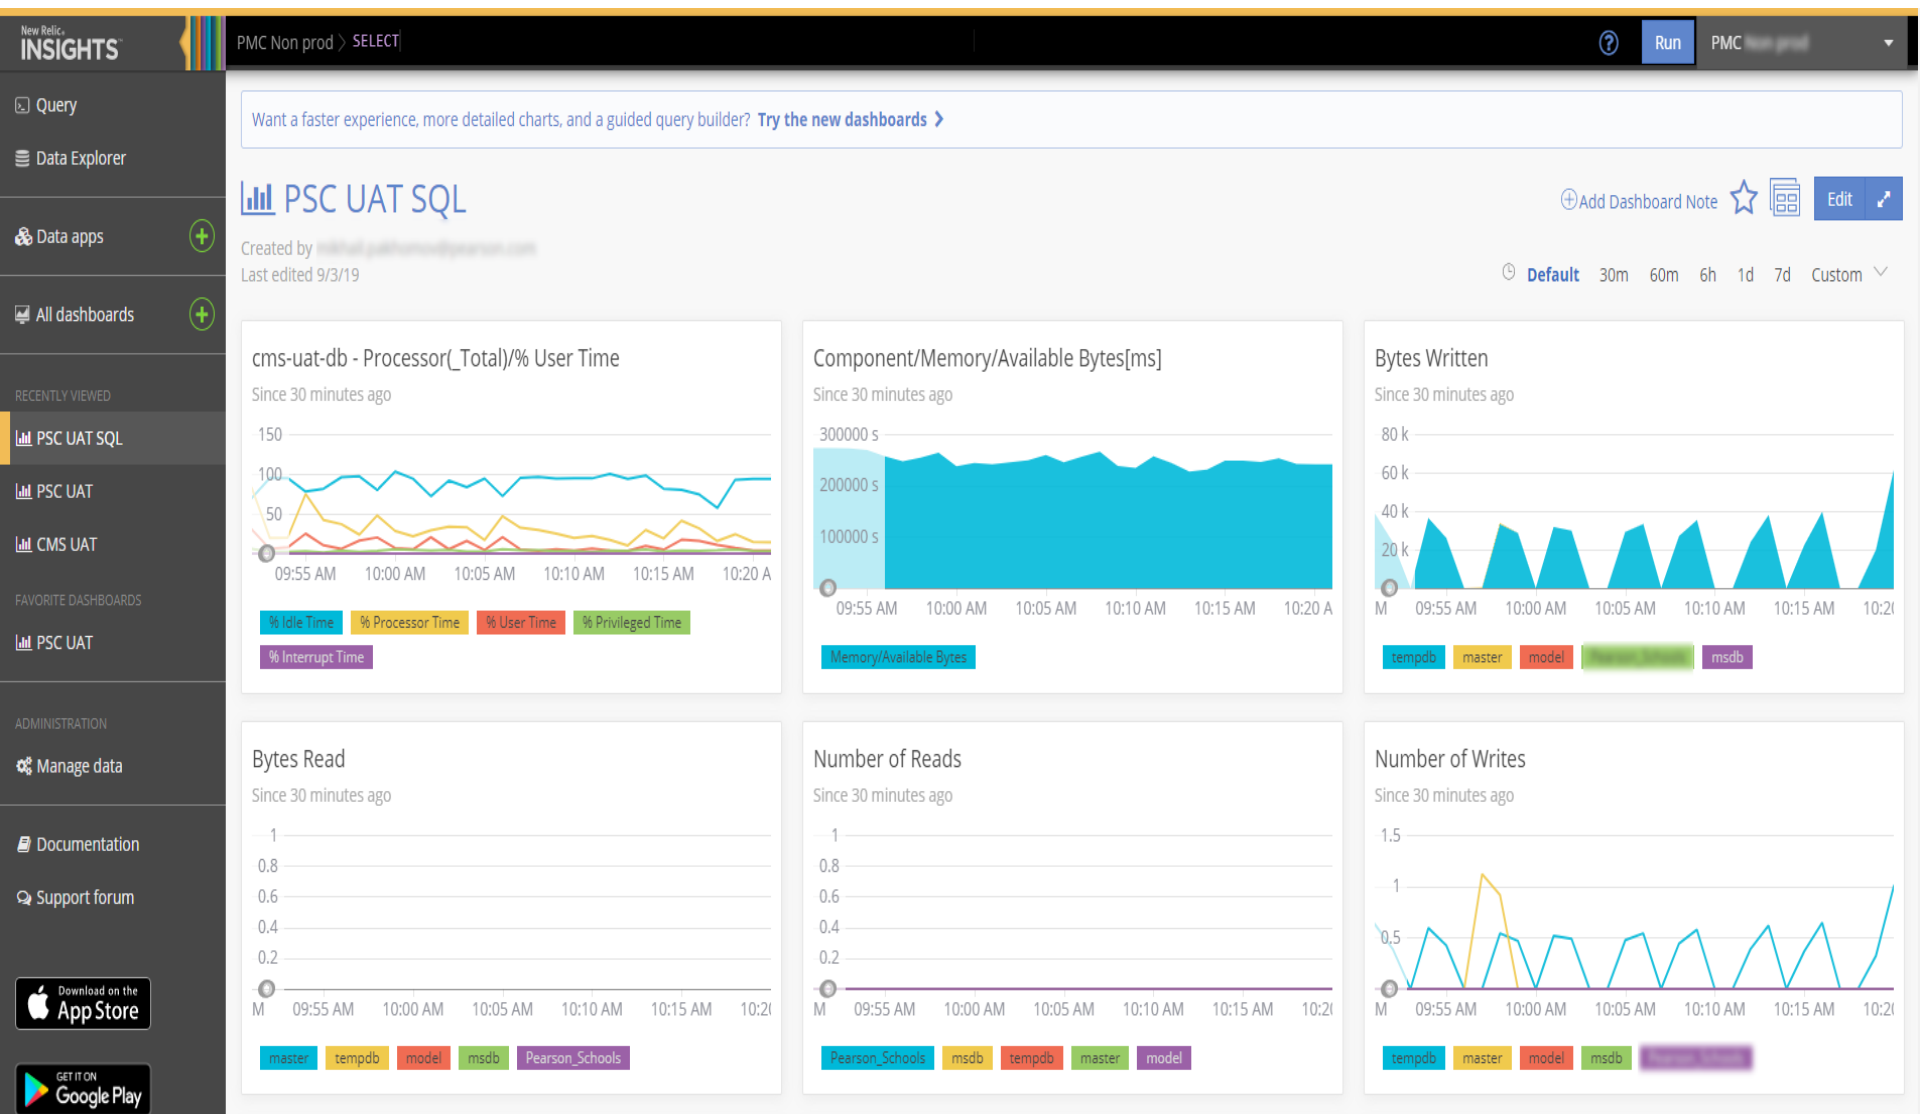 New Relic.
INSIGHTS
PMC Non prod > SELECT
Run
PMC
Query
Data Explorer
Data apps
All dashboards
RECENTLY VIEWED
PSC UAT SQL
PSC UAT
CMS UAT
FAVORITE DASHBOARDS
PSC UAT
ADMINISTRATION
Manage data
Documentation
Support forum
Download on the
App Store
GET IT ON
Google Play
Want a faster experience, more detailed charts, and a guided query builder? Try the new dashboards
PSC UAT SQL
Add Dashboard Note
Edit
Created by
Last edited 9/3/19
Default 30m 60m 6h 1d 7d Custom
cms-uat-db - Processor(_Total)/% User Time
Since 30 minutes ago
150
100
50
09:55 AM 10:00 AM 10:05 AM 10:10 AM 10:15 AM 10:20 A
% Idle Time % Processor Time % User Time % Privileged Time
% Interrupt Time
Component/Memory/Available Bytes[ms]
Since 30 minutes ago
300000 s
200000 s
100000 s
09:55 AM 10:00 AM 10:05 AM 10:10 AM 10:15 AM 10:20 A
Memory/Available Bytes
Bytes Written
Since 30 minutes ago
80 k
60 k
40 k
20 k
M 09:55 AM 10:00 AM 10:05 AM 10:10 AM 10:15 AM 10:20
tempdb master model msdb
Bytes Read
Since 30 minutes ago
1
0.8
0.6
0.4
0.2
M 09:55 AM 10:00 AM 10:05 AM 10:10 AM 10:15 AM 10:20
master tempdb model msdb Pearson_Schools
Number of Reads
Since 30 minutes ago
1
0.8
0.6
0.4
0.2
M 09:55 AM 10:00 AM 10:05 AM 10:10 AM 10:15 AM 10:20
Pearson_Schools msdb tempdb master model
Number of Writes
Since 30 minutes ago
1.5
1
0.5
M 09:55 AM 10:00 AM 10:05 AM 10:10 AM 10:15 AM 10:20
tempdb master model msdb